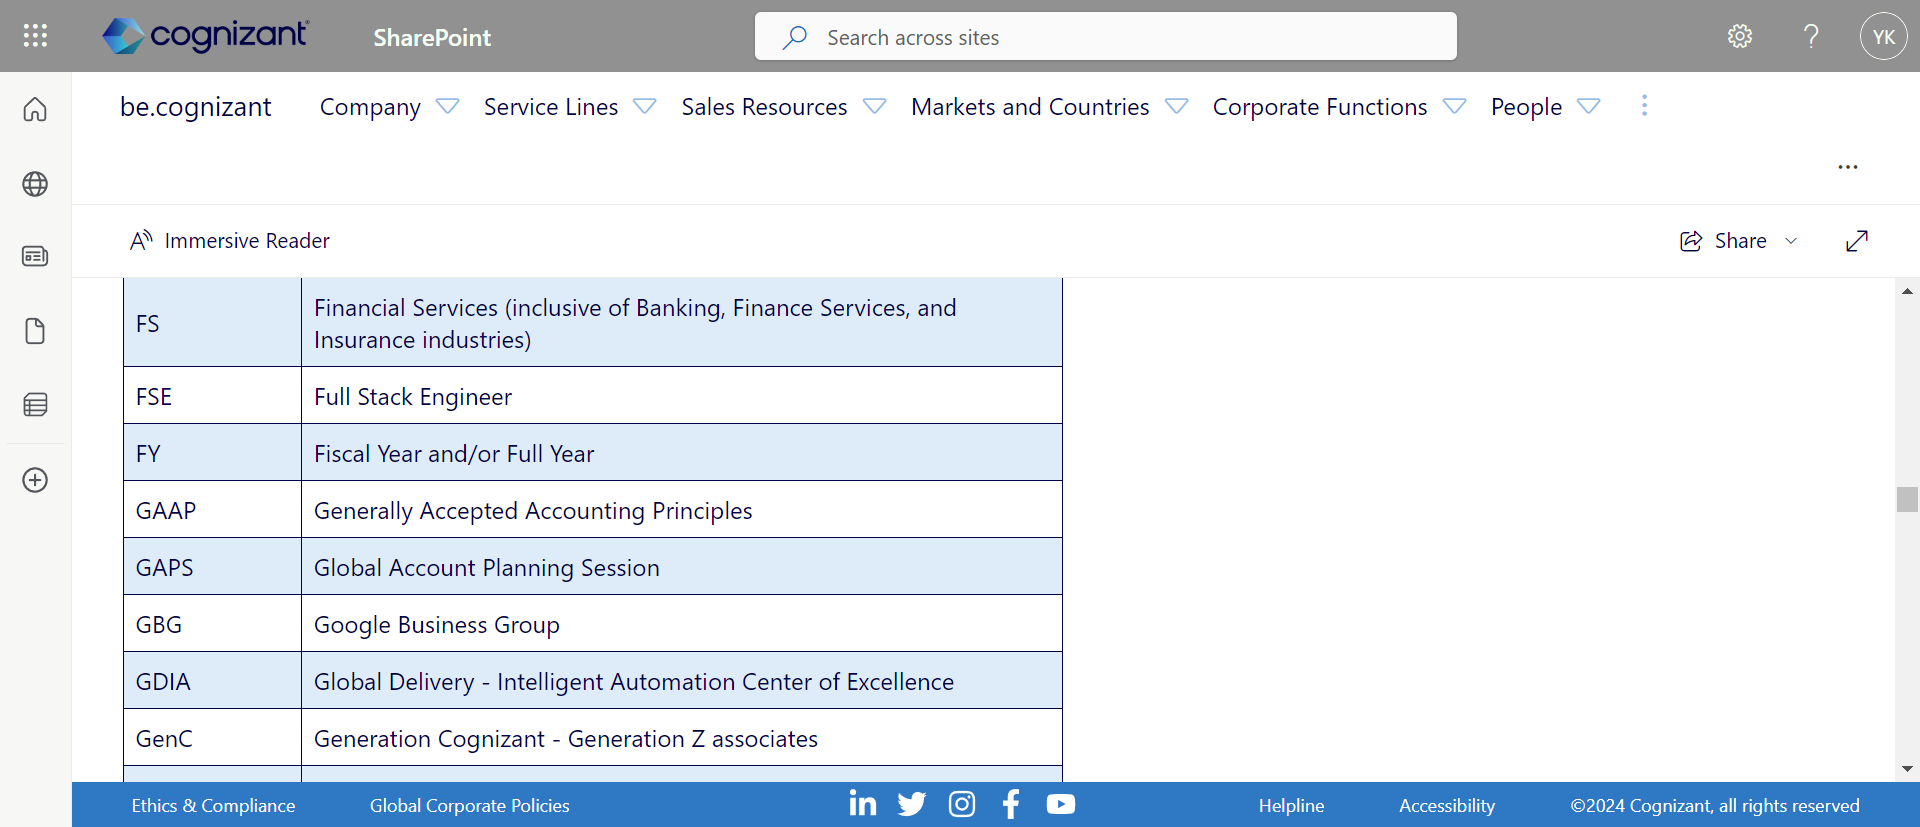 cognizant
SharePoint
Search across sites
YK
be.cognizant
Company
Service Lines
Sales Resources
Markets and Countries
Corporate Functions
People
Immersive Reader
Share
FS
Financial Services (inclusive of Banking, Finance Services, and
Insurance industries)
FSE
Full Stack Engineer
FY
Fiscal Year and/or Full Year
GAAP
Generally Accepted Accounting Principles
GAPS
Global Account Planning Session
GBG
Google Business Group
GDIA
Global Delivery - Intelligent Automation Center of Excellence
GenC
Generation Cognizant - Generation Z associates
Ethics & Compliance
Global Corporate Policies
Helpline
Accessibility
©2024 Cognizant, all rights reserved